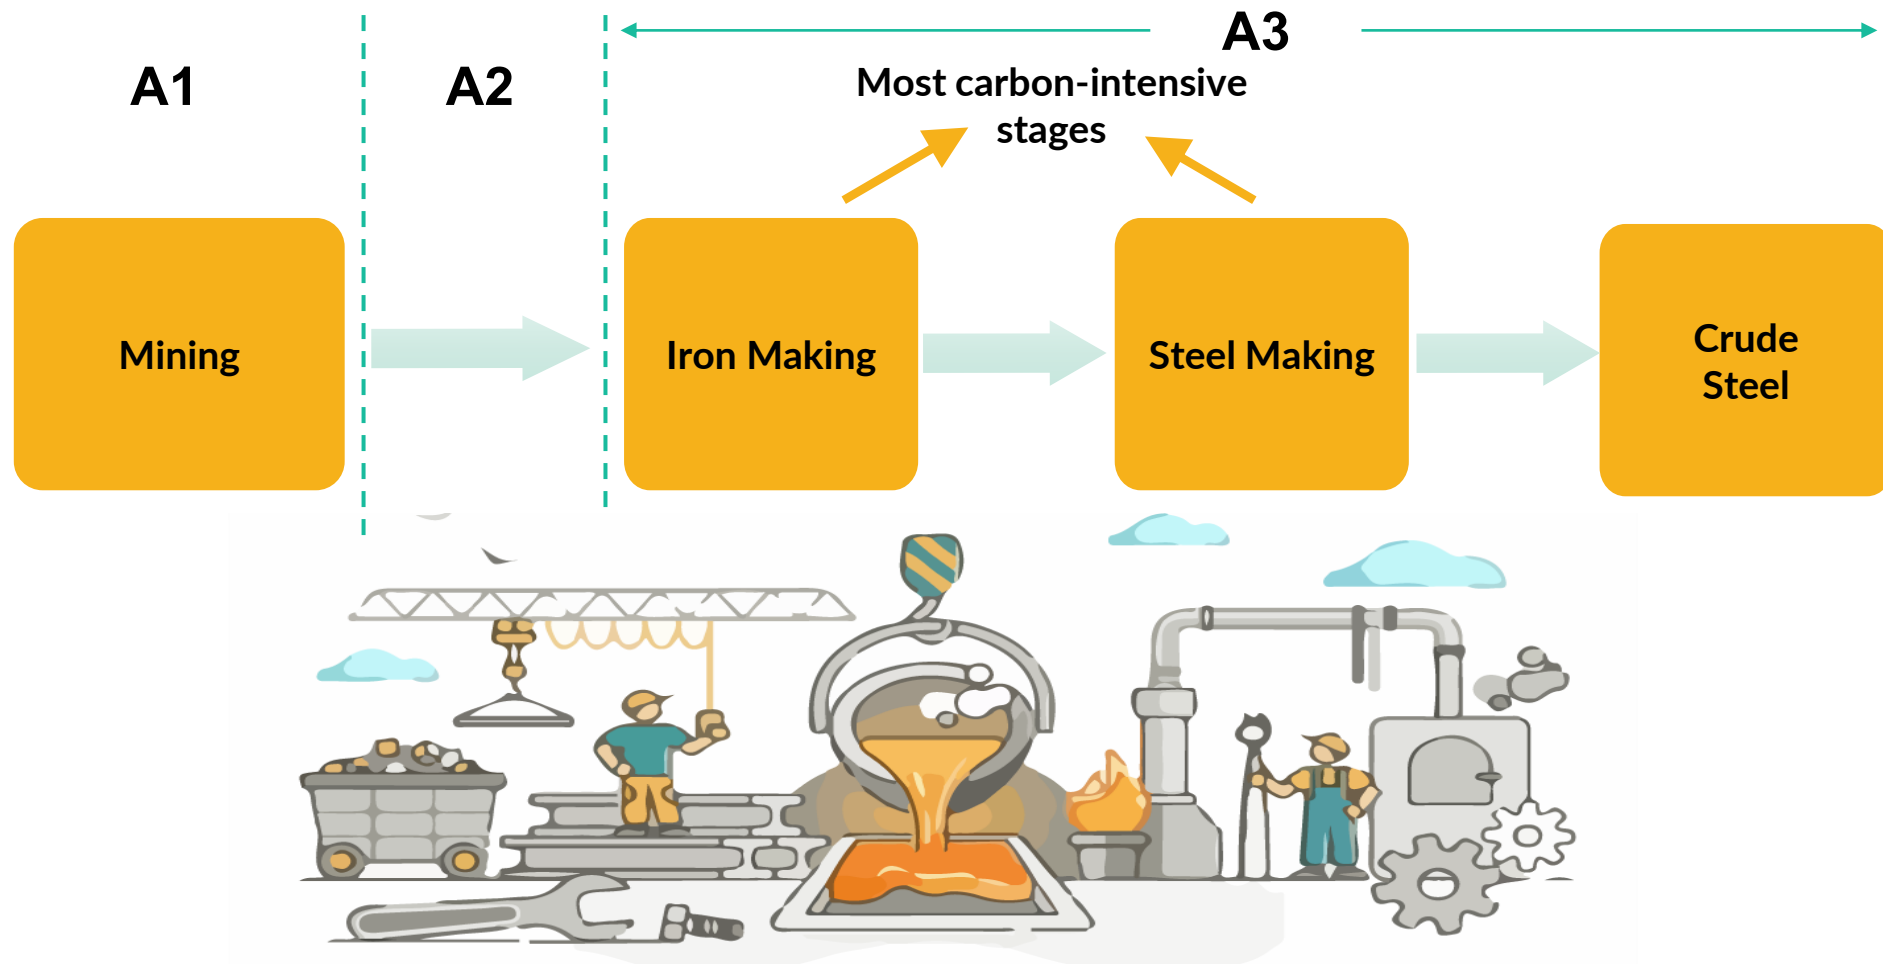 A1
A2
A3
Most carbon-intensive
stages
Mining
Iron Making
Steel Making
Crude
Steel